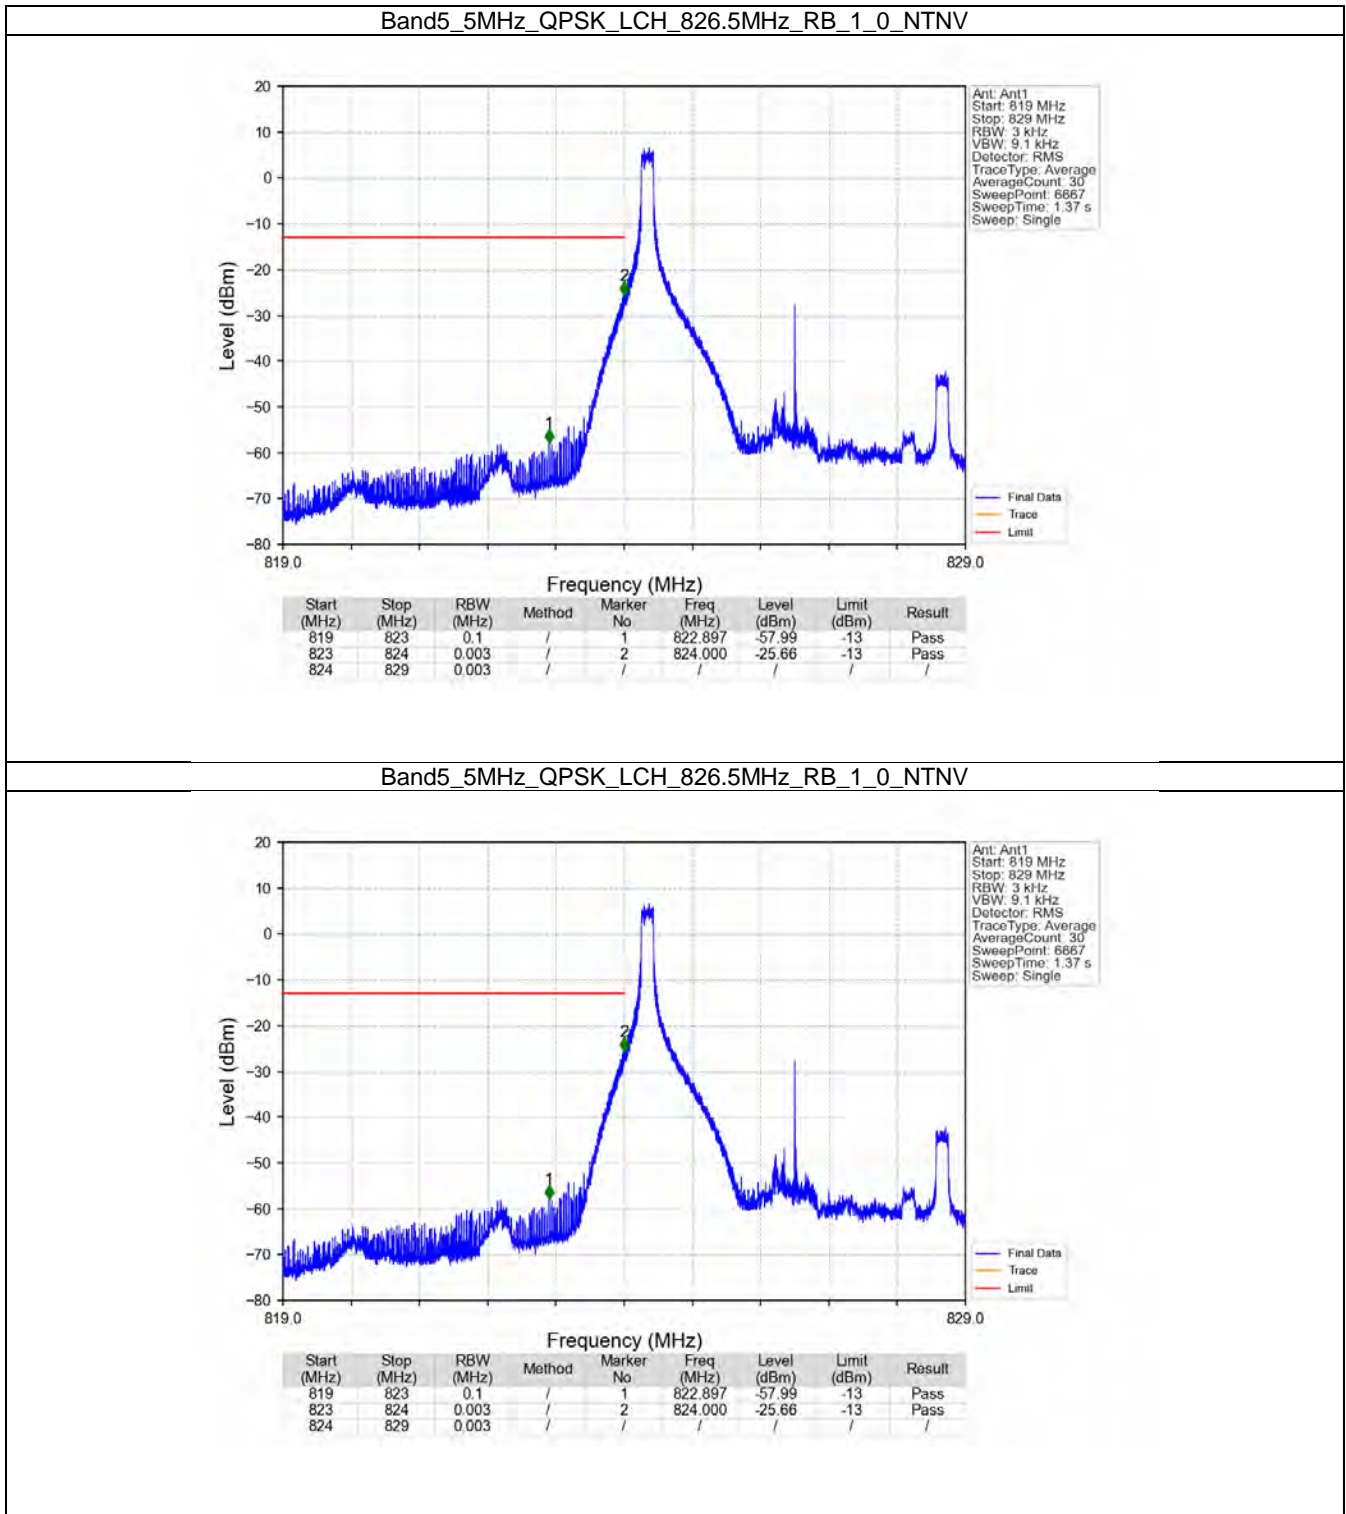 Band5_5MHz_QPSK_LCH_826.5MHz_RB_1_0_NTNV
20
10
0
−10
−20
−30
−40
−50
−60
−70
−80
Level (dBm)
1
2
819.0
829.0
Frequency (MHz)
Ant: Ant1
Start: 819 MHz
Stop: 829 MHz
RBW: 3 kHz
VBW: 9.1 kHz
Detector: RMS
TraceType: Average
AverageCount: 30
SweepPoint: 6667
SweepTime: 1.37 s
Sweep: Single
Final Data
Trace
Limit
Start (MHz) Stop (MHz) RBW (MHz) Method Marker No Freq (MHz) Level (dBm) Limit (dBm) Result
819 823 0.1 / 1 822.897 -57.99 -13 Pass
823 824 0.003 / 2 824.000 -25.66 -13 Pass
824 829 0.003 / / / / / /
Band5_5MHz_QPSK_LCH_826.5MHz_RB_1_0_NTNV
20
10
0
−10
−20
−30
−40
−50
−60
−70
−80
Level (dBm)
1
2
819.0
829.0
Frequency (MHz)
Ant: Ant1
Start: 819 MHz
Stop: 829 MHz
RBW: 3 kHz
VBW: 9.1 kHz
Detector: RMS
TraceType: Average
AverageCount: 30
SweepPoint: 6667
SweepTime: 1.37 s
Sweep: Single
Final Data
Trace
Limit
Start (MHz) Stop (MHz) RBW (MHz) Method Marker No Freq (MHz) Level (dBm) Limit (dBm) Result
819 823 0.1 / 1 822.897 -57.99 -13 Pass
823 824 0.003 / 2 824.000 -25.66 -13 Pass
824 829 0.003 / / / / / /